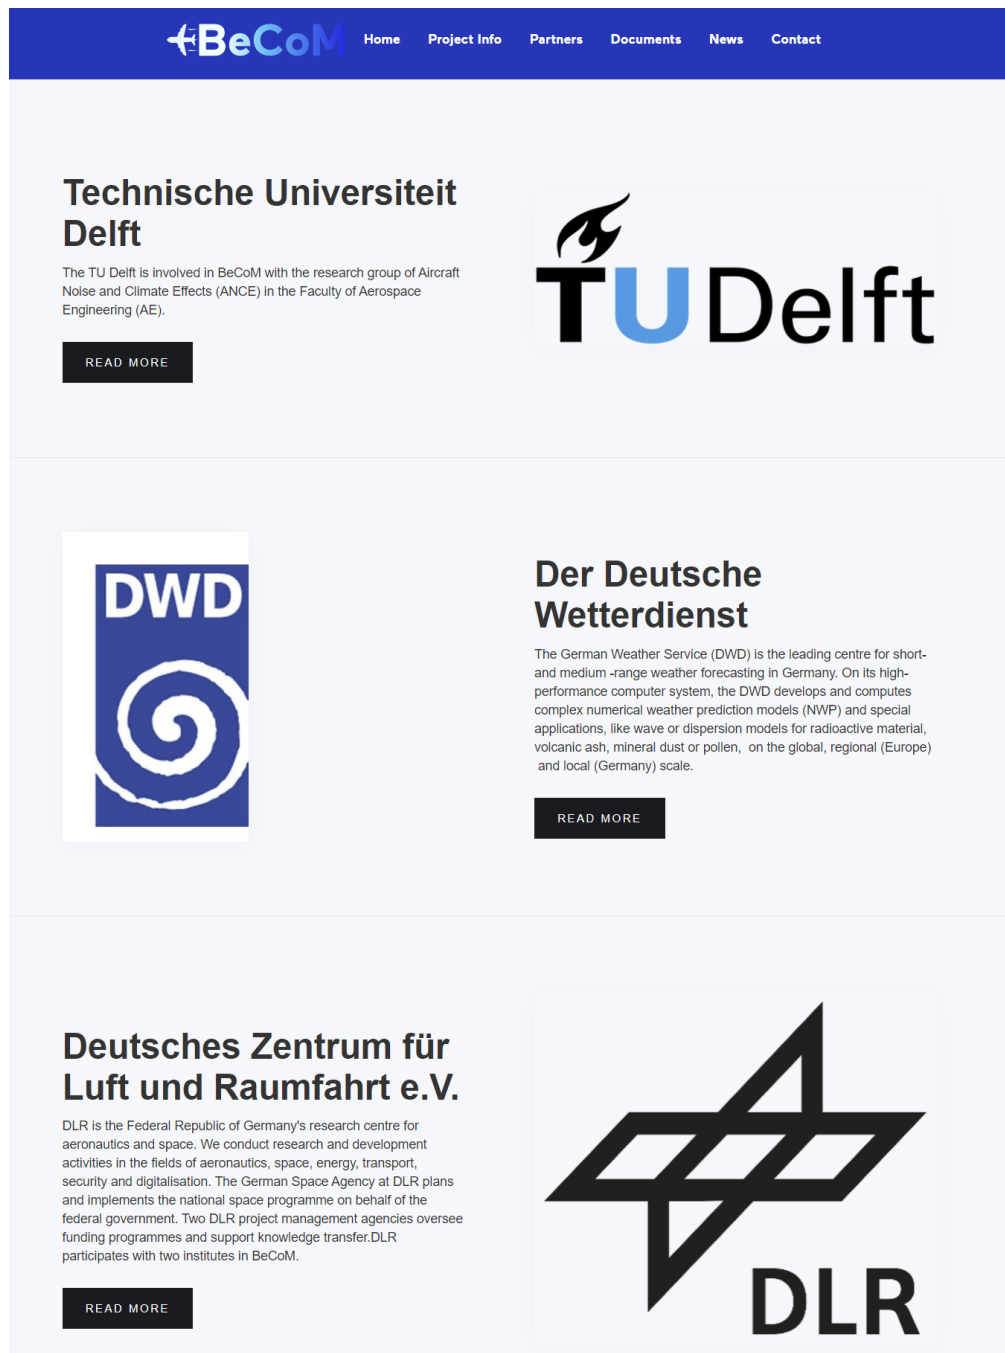 BeCoM
Home Project Info Partners Documents News Contact
Technische Universiteit
Delft
The TU Delft is involved in BeCoM with the research group of Aircraft
Noise and Climate Effects (ANCE) in the Faculty of Aerospace
Engineering (AE).
READ MORE
TUDelft
DWD
Der Deutsche
Wetterdienst
The German Weather Service (DWD) is the leading centre for short-
and medium -range weather forecasting in Germany. On its high-
performance computer system, the DWD develops and computes
complex numerical weather prediction models (NWP) and special
applications, like wave or dispersion models for radioactive material,
volcanic ash, mineral dust or pollen,  on the global, regional (Europe)
and local (Germany) scale.
READ MORE
Deutsches Zentrum für
Luft und Raumfahrt e.V.
DLR is the Federal Republic of Germany's research centre for
aeronautics and space. We conduct research and development
activities in the fields of aeronautics, space, energy, transport,
security and digitalisation. The German Space Agency at DLR plans
and implements the national space programme on behalf of the
federal government. Two DLR project management agencies oversee
funding programmes and support knowledge transfer.DLR
participates with two institutes in BeCoM.
READ MORE
DLR